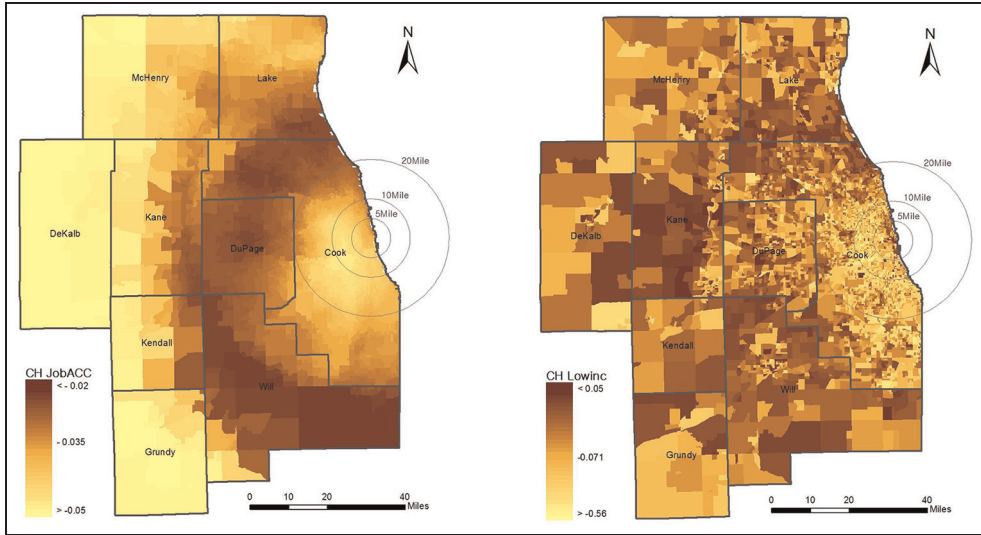 N
McHenry
Lake
20Mile
10Mile
5Mile
Kane
DeKalb
DuPage
Cook
Kendall
CH JobACC
< - 0.02
Will
- 0.035
Grundy
> -0.05
0 10 20 40
Miles
N
McHenry
Lake
20Mile
10Mile
5Mile
Kane
DeKalb
DuPage
Cook
Kendall
CH Lowinc
< 0.05
Will
-0.071
Grundy
> -0.56
0 10 20 40
Miles